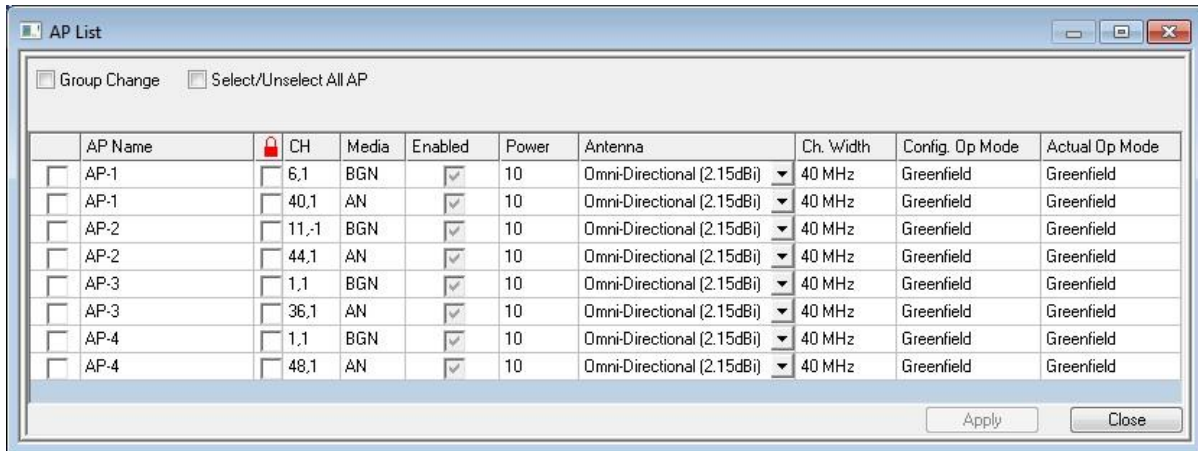 AP List
Group Change Select/Unselect All AP
AP Name CH Media Enabled Power Antenna Ch. Width Config. Op Mode Actual Op Mode
AP-1 6,1 BGN 10 Omni-Directional (2.15dBi) 40 MHz Greenfield Greenfield
AP-1 40,1 AN 10 Omni-Directional (2.15dBi) 40 MHz Greenfield Greenfield
AP-2 11,-1 BGN 10 Omni-Directional (2.15dBi) 40 MHz Greenfield Greenfield
AP-2 44,1 AN 10 Omni-Directional (2.15dBi) 40 MHz Greenfield Greenfield
AP-3 1,1 BGN 10 Omni-Directional (2.15dBi) 40 MHz Greenfield Greenfield
AP-3 36,1 AN 10 Omni-Directional (2.15dBi) 40 MHz Greenfield Greenfield
AP-4 1,1 BGN 10 Omni-Directional (2.15dBi) 40 MHz Greenfield Greenfield
AP-4 48,1 AN 10 Omni-Directional (2.15dBi) 40 MHz Greenfield Greenfield
Apply Close